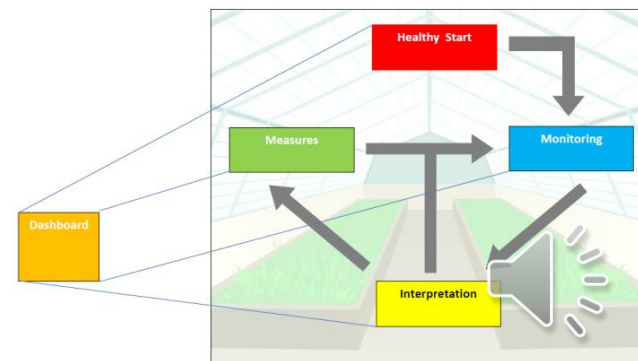 Healthy Start
Measures
Monitoring
Dashboard
Interpretation